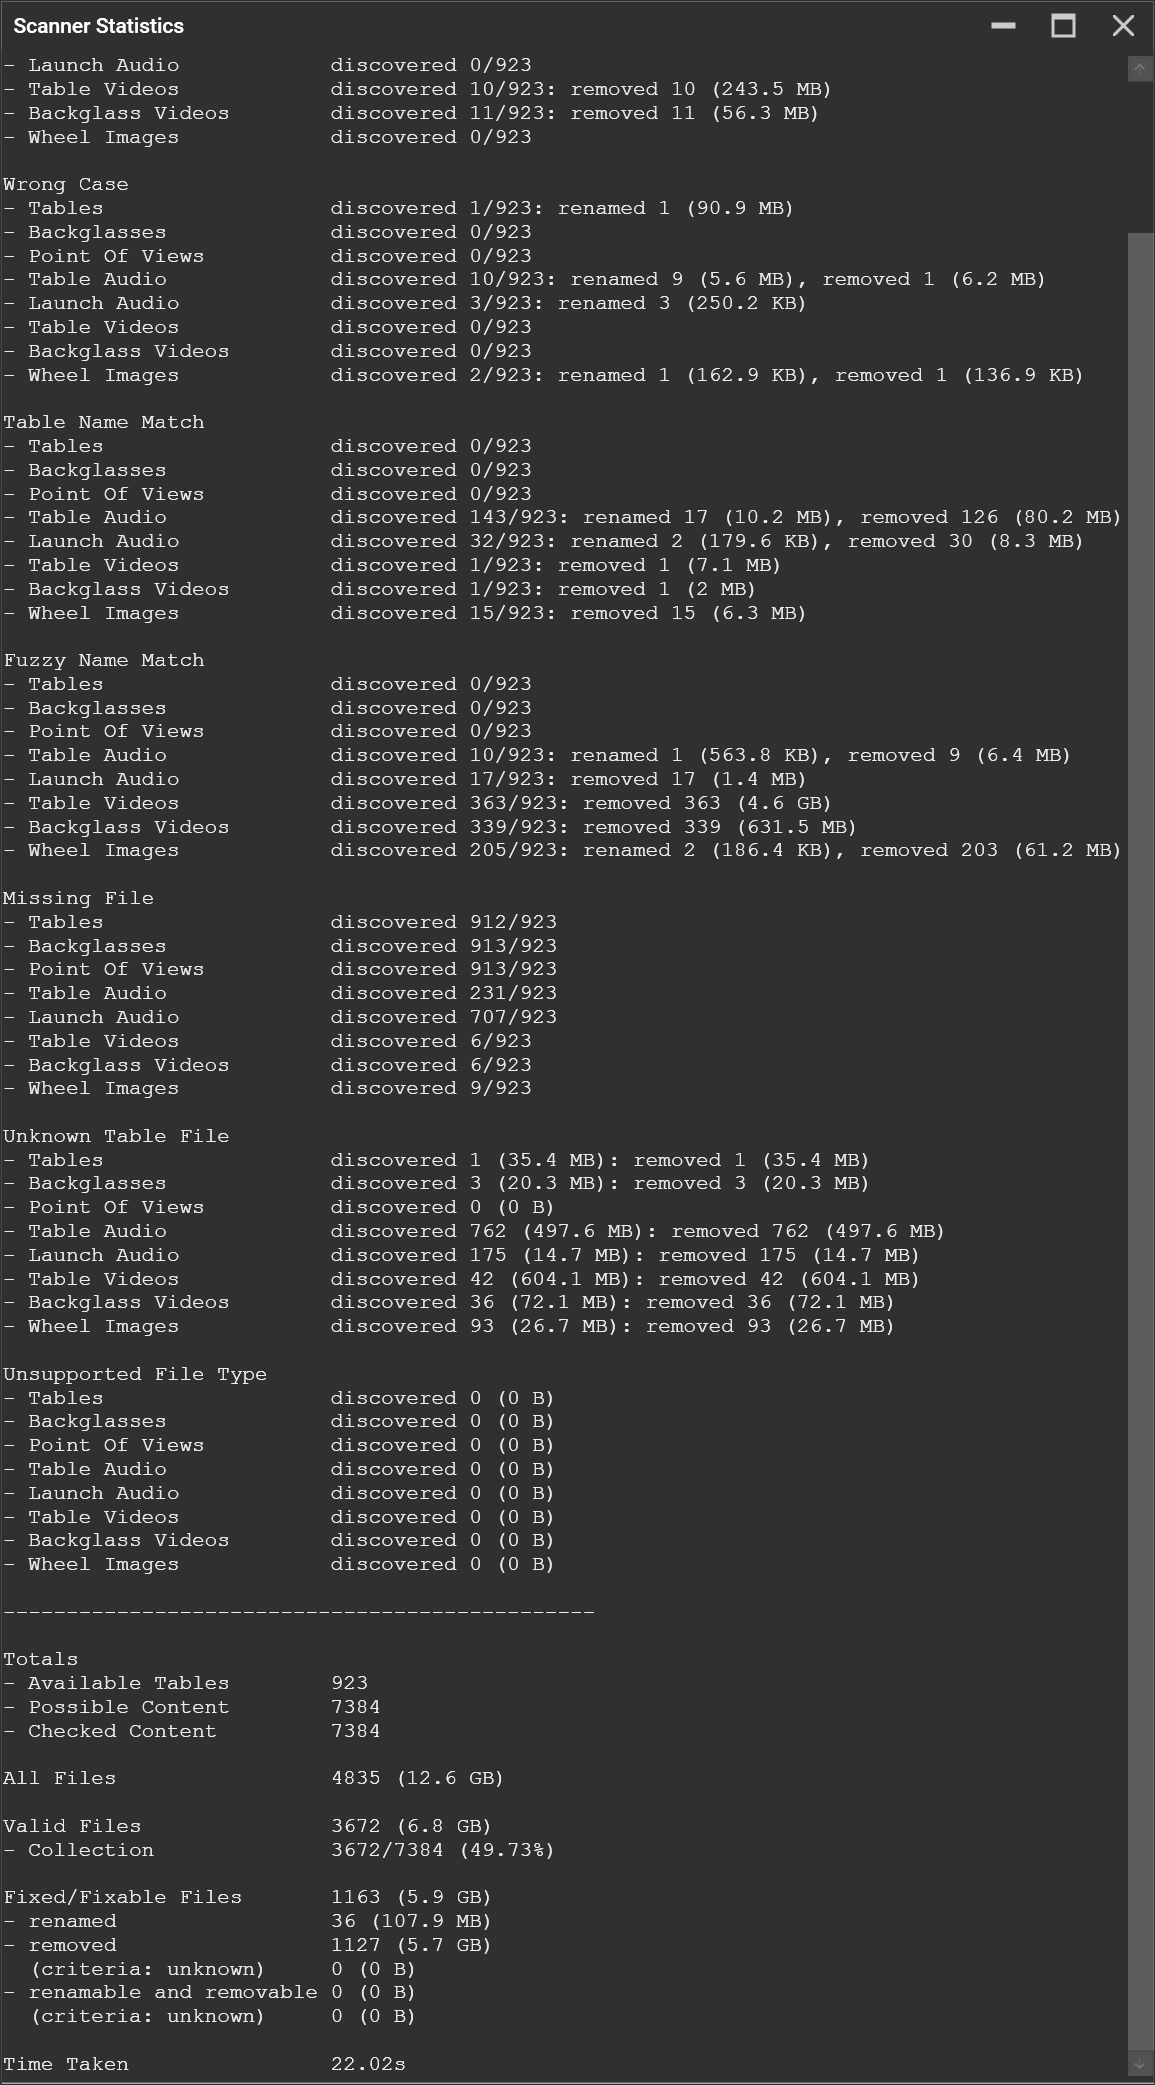 Scanner Statistics
- Launch Audio discovered 0/923
- Table Videos discovered 10/923: removed 10 (243.5 MB)
- Backglass Videos discovered 11/923: removed 11 (56.3 MB)
- Wheel Images discovered 0/923
Wrong Case
- Tables discovered 1/923: renamed 1 (90.9 MB)
- Backglasses discovered 0/923
- Point Of Views discovered 0/923
- Table Audio discovered 10/923: renamed 9 (5.6 MB), removed 1 (6.2 MB)
- Launch Audio discovered 3/923: renamed 3 (250.2 KB)
- Table Videos discovered 0/923
- Backglass Videos discovered 0/923
- Wheel Images discovered 2/923: renamed 1 (162.9 KB), removed 1 (136.9 KB)
Table Name Match
- Tables discovered 0/923
- Backglasses discovered 0/923
- Point Of Views discovered 0/923
- Table Audio discovered 143/923: renamed 17 (10.2 MB), removed 126 (80.2 MB)
- Launch Audio discovered 32/923: renamed 2 (179.6 KB), removed 30 (8.3 MB)
- Table Videos discovered 1/923: removed 1 (7.1 MB)
- Backglass Videos discovered 1/923: removed 1 (2 MB)
- Wheel Images discovered 15/923: removed 15 (6.3 MB)
Fuzzy Name Match
- Tables discovered 0/923
- Backglasses discovered 0/923
- Point Of Views discovered 0/923
- Table Audio discovered 10/923: renamed 1 (563.8 KB), removed 9 (6.4 MB)
- Launch Audio discovered 17/923: removed 17 (1.4 MB)
- Table Videos discovered 363/923: removed 363 (4.6 GB)
- Backglass Videos discovered 339/923: removed 339 (631.5 MB)
- Wheel Images discovered 205/923: renamed 2 (186.4 KB), removed 203 (61.2 MB)
Missing File
- Tables discovered 912/923
- Backglasses discovered 913/923
- Point Of Views discovered 913/923
- Table Audio discovered 231/923
- Launch Audio discovered 707/923
- Table Videos discovered 6/923
- Backglass Videos discovered 6/923
- Wheel Images discovered 9/923
Unknown Table File
- Tables discovered 1 (35.4 MB): removed 1 (35.4 MB)
- Backglasses discovered 3 (20.3 MB): removed 3 (20.3 MB)
- Point Of Views discovered 0 (0 B)
- Table Audio discovered 762 (497.6 MB): removed 762 (497.6 MB)
- Launch Audio discovered 175 (14.7 MB): removed 175 (14.7 MB)
- Table Videos discovered 42 (604.1 MB): removed 42 (604.1 MB)
- Backglass Videos discovered 36 (72.1 MB): removed 36 (72.1 MB)
- Wheel Images discovered 93 (26.7 MB): removed 93 (26.7 MB)
Unsupported File Type
- Tables discovered 0 (0 B)
- Backglasses discovered 0 (0 B)
- Point Of Views discovered 0 (0 B)
- Table Audio discovered 0 (0 B)
- Launch Audio discovered 0 (0 B)
- Table Videos discovered 0 (0 B)
- Backglass Videos discovered 0 (0 B)
- Wheel Images discovered 0 (0 B)
-----------------------------------------------
Totals
- Available Tables 923
- Possible Content 7384
- Checked Content 7384
All Files 4835 (12.6 GB)
Valid Files 3672 (6.8 GB)
- Collection 3672/7384 (49.73%)
Fixed/Fixable Files 1163 (5.9 GB)
- renamed 36 (107.9 MB)
- removed 1127 (5.7 GB)
(criteria: unknown) 0 (0 B)
- renamable and removable 0 (0 B)
(criteria: unknown) 0 (0 B)
Time Taken 22.02s